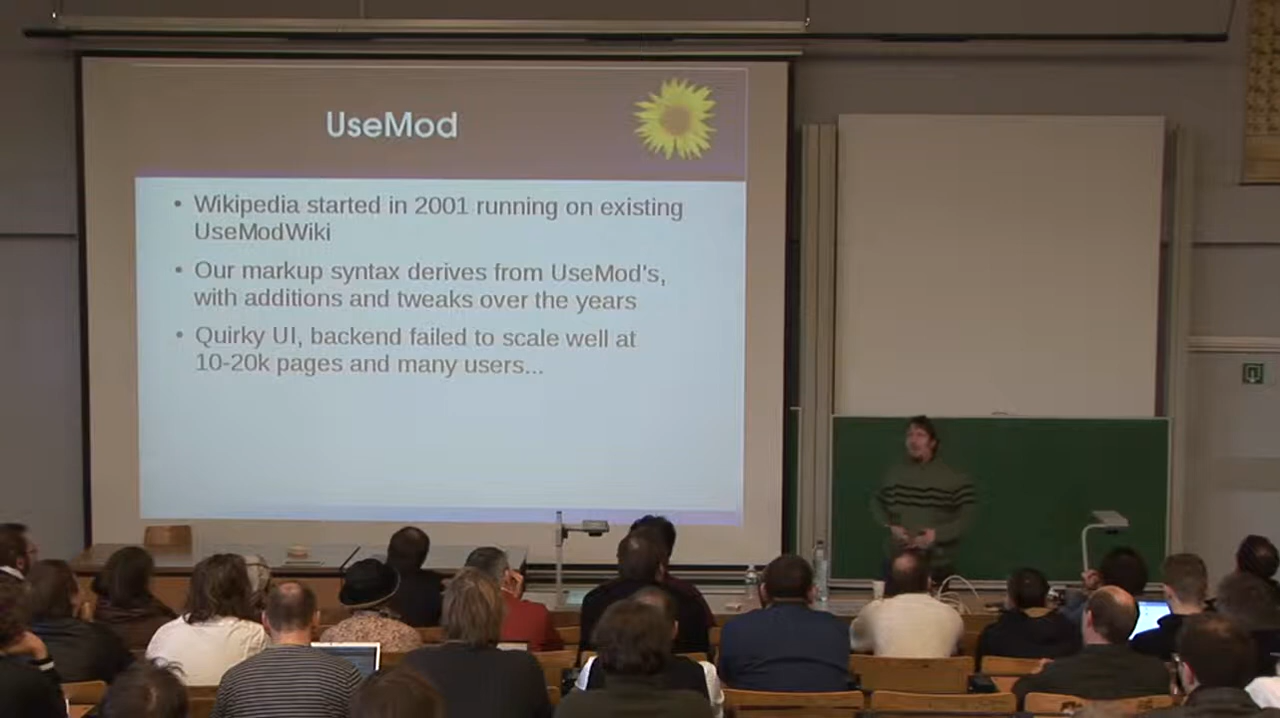 UseMod
• Wikipedia started in 2001 running on existing
UseModWiki
• Our markup syntax derives from UseMod's,
with additions and tweaks over the years
• Quirky UI, backend failed to scale well at
10-20k pages and many users...